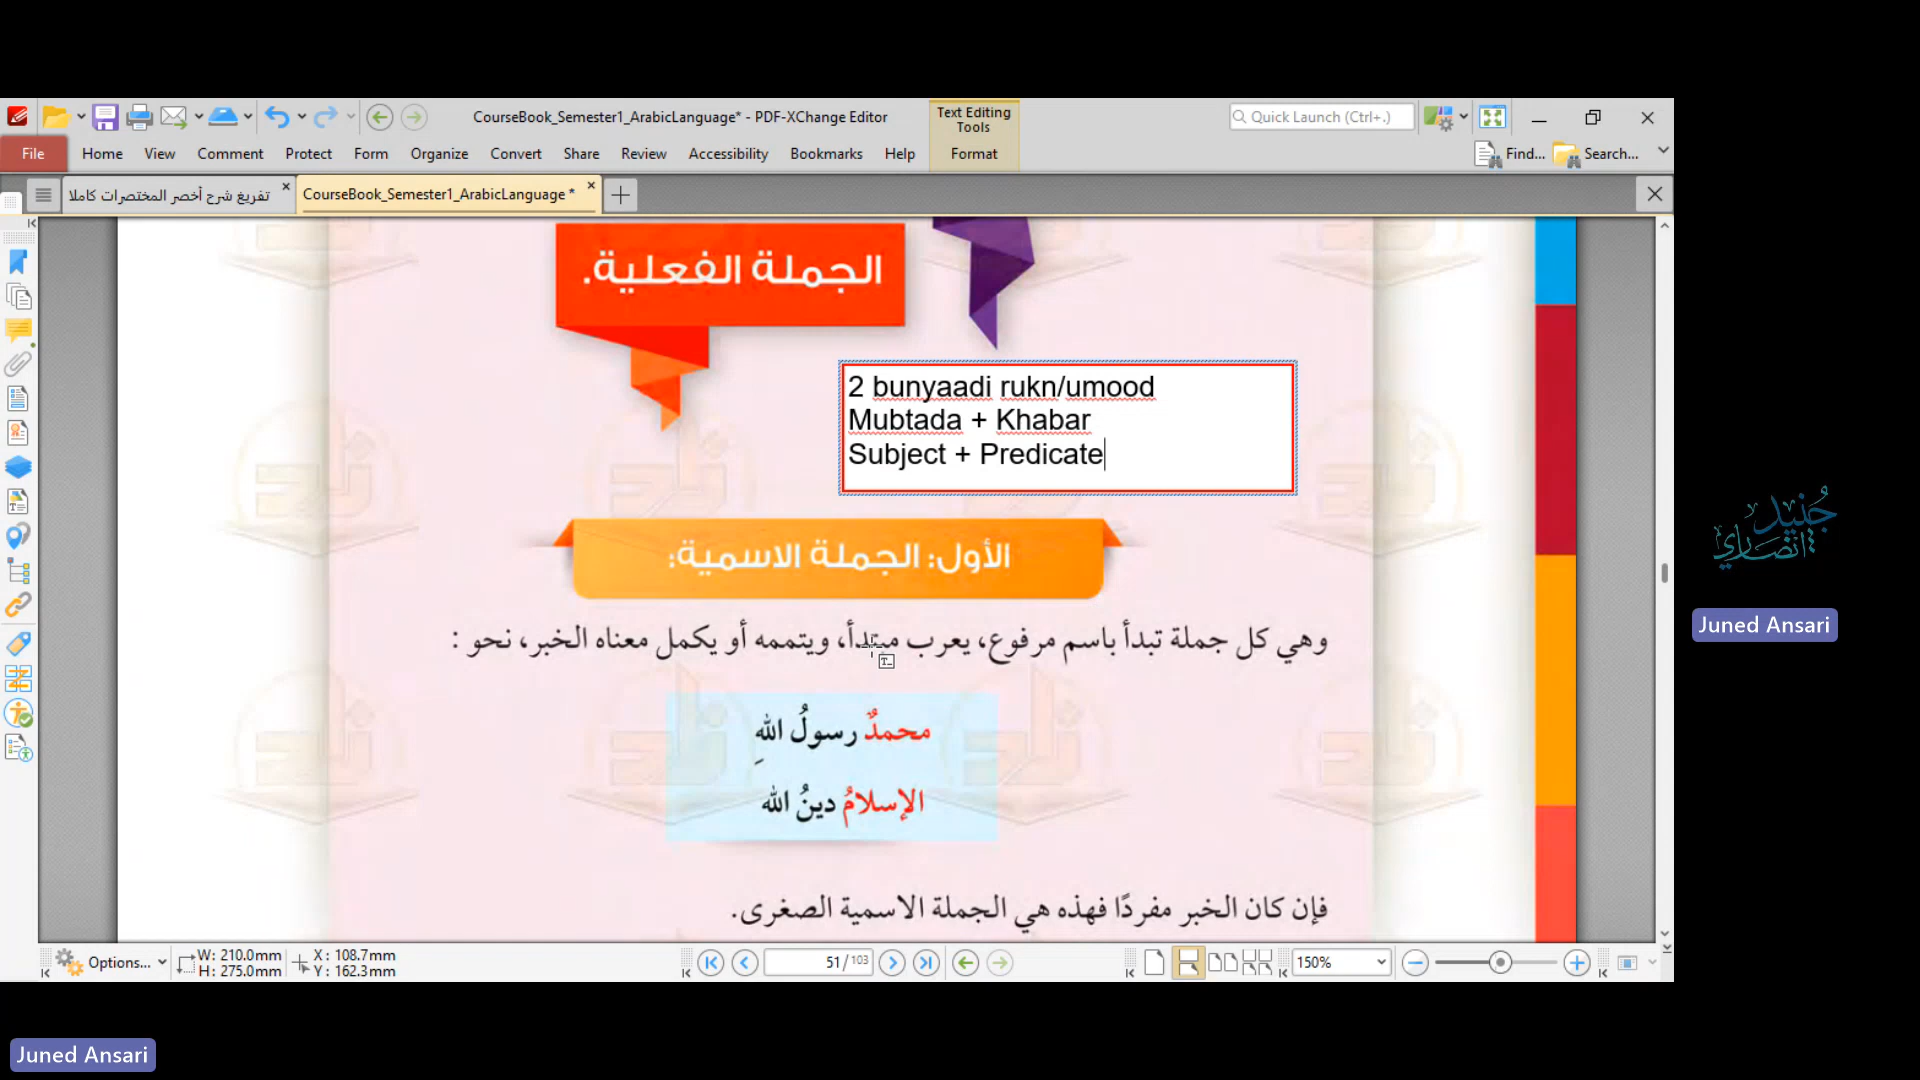 CourseBook_Semester1_ArabicLanguage* - PDF-XChange Editor
Text Editing Tools
Quick Launch (Ctrl+.)
File Home View Comment Protect Form Organize Convert Share Review Accessibility Bookmarks Help Format
Find... Search...
تفريغ شرح أخصر المختصرات كاملا
CourseBook_Semester1_ArabicLanguage *
الجملة الفعلية.
2 bunyaadi rukn/umood
Mubtada + Khabar
Subject + Predicate
الأول: الجملة الاسمية:
وهي كل جملة تبدأ باسم مرفوع، يعرب مبتدأ، ويتممه أو يكمل معناه الخبر، نحو :
محمدٌ رسولُ اللهِ
الإسلامُ دينُ الله
فإن كان الخبر مفردًا فهذه هي الجملة الاسمية الصغرى.
Options...
W: 210.0mm
H: 275.0mm
X: 108.7mm
Y: 162.3mm
51 / 103
150%
جُنيد
انصاري
Juned Ansari
Juned Ansari